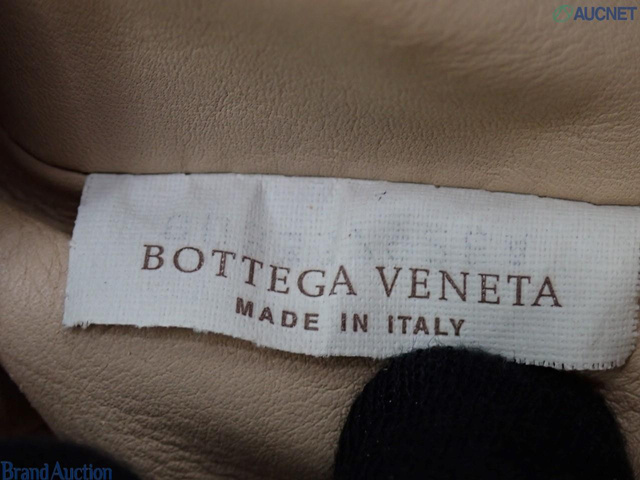 AUCNET
BOTTEGA VENETA
MADE IN ITALY
Brand Auction